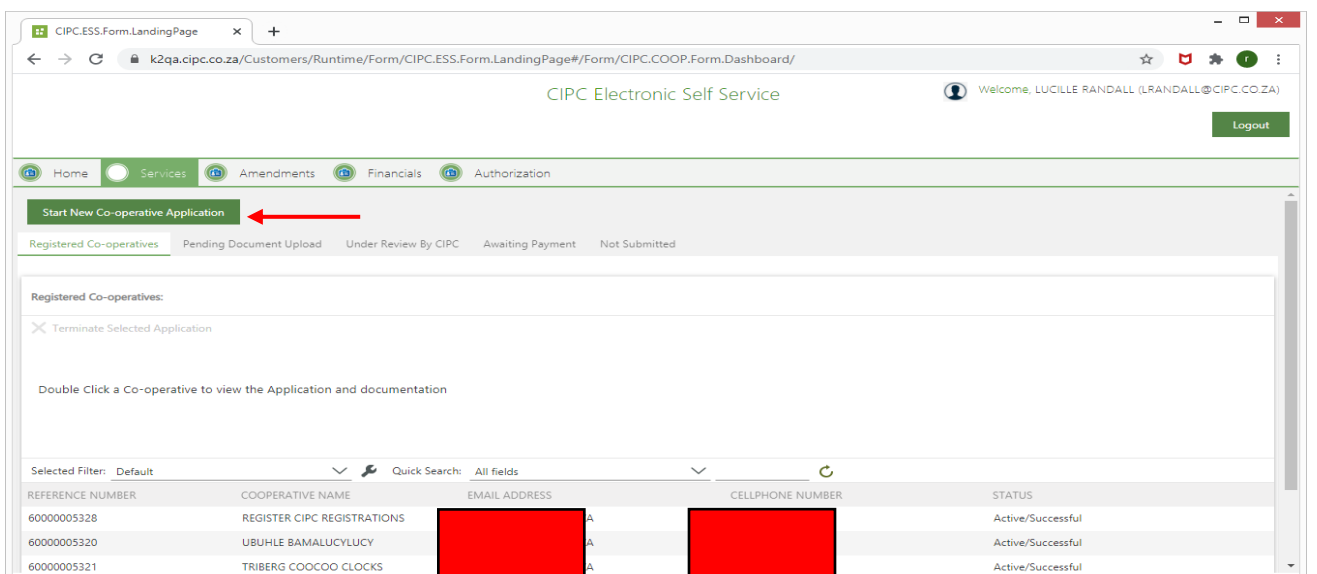 CIPC.ESS.Form.LandingPage
k2qa.cipc.co.za/Customers/Runtime/Form/CIPC.ESS.Form.LandingPage#/Form/CIPC.COOP.Form.Dashboard/
r
CIPC Electronic Self Service
Welcome, LUCILLE RANDALL (LRANDALL@CIPC.CO.ZA)
Logout
Home Services Amendments Financials Authorization
Start New Co-operative Application
Registered Co-operatives Pending Document Upload Under Review By CIPC Awaiting Payment Not Submitted
Registered Co-operatives:
Terminate Selected Application
Double Click a Co-operative to view the Application and documentation
Selected Filter: Default Quick Search: All fields
REFERENCE NUMBER COOPERATIVE NAME EMAIL ADDRESS CELLPHONE NUMBER STATUS
60000005328 REGISTER CIPC REGISTRATIONS A Active/Successful
60000005320 UBUHLE BAMALUCYLUCY A Active/Successful
60000005321 TRIBERG COOCOO CLOCKS A Active/Successful